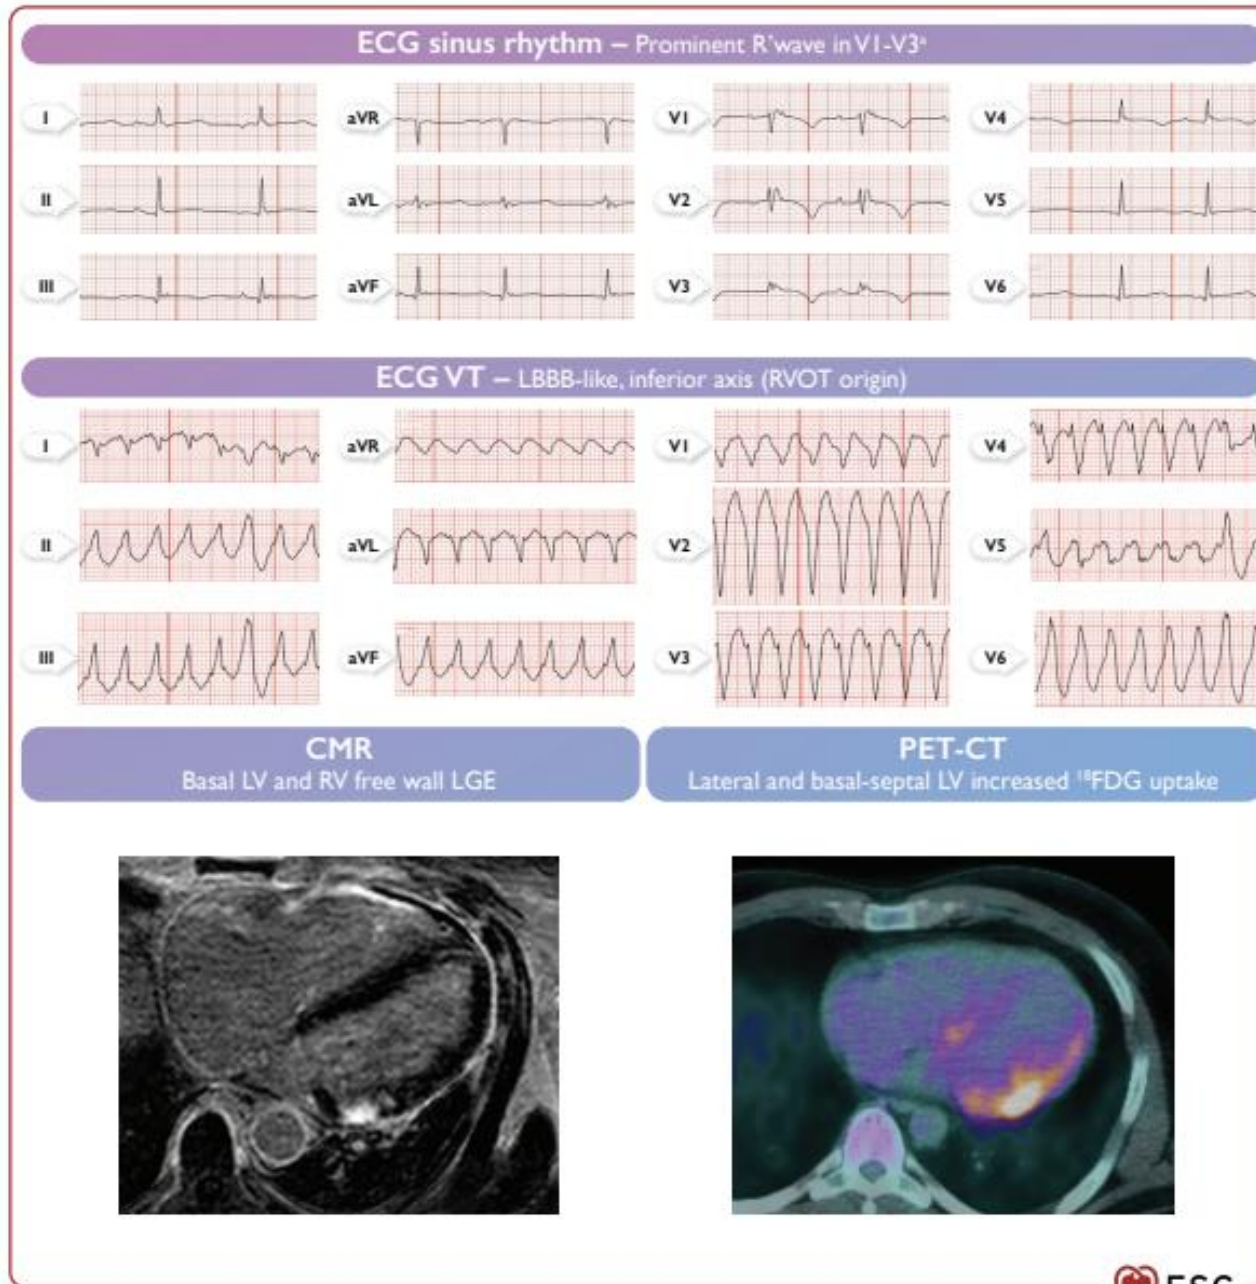 ECG sinus rhythm – Prominent R'wave in V1-V3ᵃ
I
aVR
V1
V4
II
aVL
V2
V5
III
aVF
V3
V6
ECG VT – LBBB-like, inferior axis (RVOT origin)
I
aVR
V1
V4
II
aVL
V2
V5
III
aVF
V3
V6
CMR
Basal LV and RV free wall LGE
PET-CT
Lateral and basal-septal LV increased ¹⁸FDG uptake
ESC